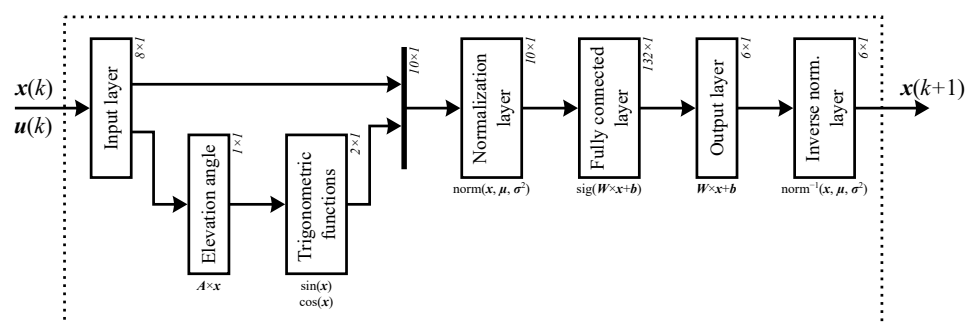 x(k)
u(k)
Input layer
8×1
Elevation angle
1×1
A×x
Trigonometric
functions
2×1
sin(x)
cos(x)
10×1
Normalization
layer
10×1
norm(x, μ, σ²)
Fully connected
layer
132×1
sig(W×x+b)
Output layer
6×1
W×x+b
Inverse norm.
layer
6×1
norm⁻¹(x, μ, σ²)
x(k+1)